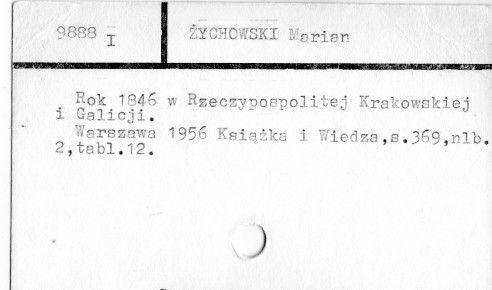 9888 I ŻYCHOWSKI Marian
Rok 1846 w Rzeczypospolitej Krakowskiej
i Galicji.
Warszawa 1956 Książka i Wiedza,s.369,nlb.
2,tabl.12.